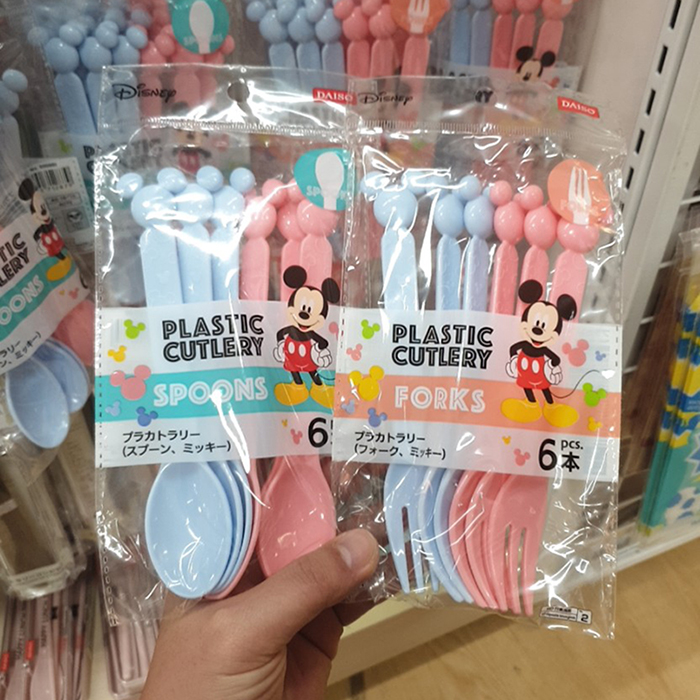 Disney
DAISO
SPOONS
PLASTIC
CUTLERY
SPOONS
プラカトラリー
(スプーン、ミッキー)
6
Disney
DAISO
PLASTIC
CUTLERY
FORKS
プラカトラリー
(フォーク、ミッキー)
6 pcs.
本
PLASTIC
CUTLERY
SPOONS